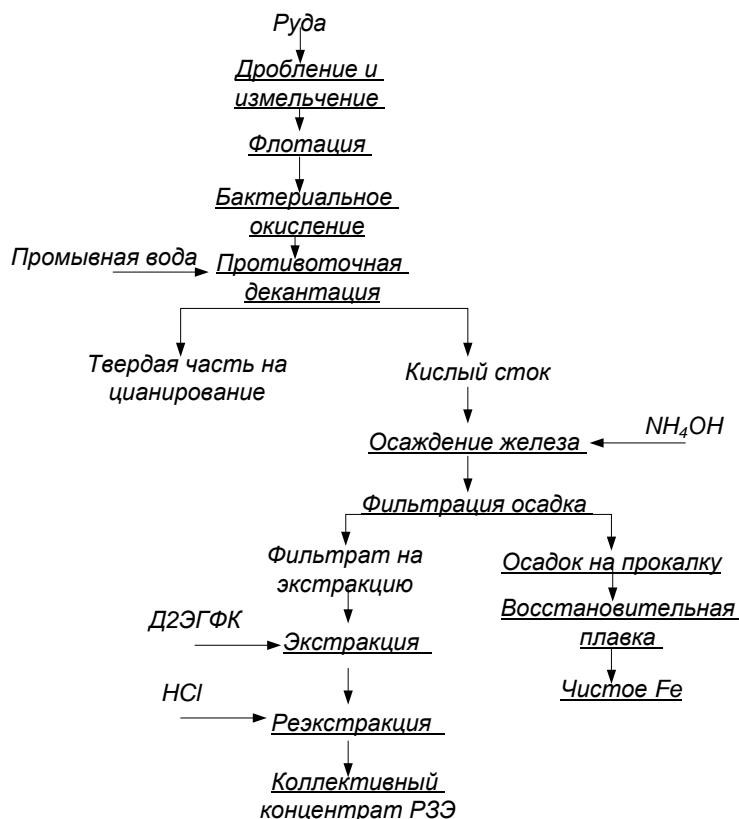 Руда
Дробление и
измельчение
Флотация
Бактериальное
окисление
Промывная вода
Противоточная
декантация
Твердая часть на
цианирование
Кислый сток
Осаждение железа
NH₄OH
Фильтрация осадка
Фильтрат на
экстракцию
Осадок на прокалку
Д2ЭГФК
Экстракция
Восстановительная
плавка
HCl
Реэкстракция
Чистое Fe
Коллективный
концентрат РЗЭ